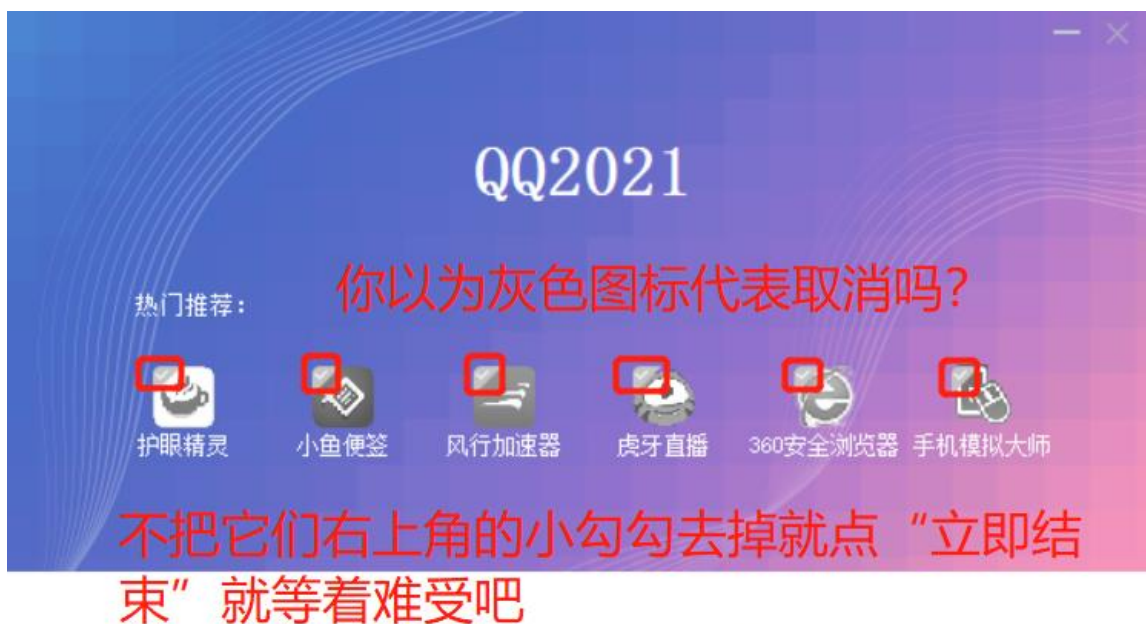 QQ2021
你以为灰色图标代表取消吗?
热门推荐:
护眼精灵 小鱼便签 风行加速器 虎牙直播 360安全浏览器 手机模拟大师
不把它们右上角的小勾勾去掉就点“立即结
束”就等着难受吧